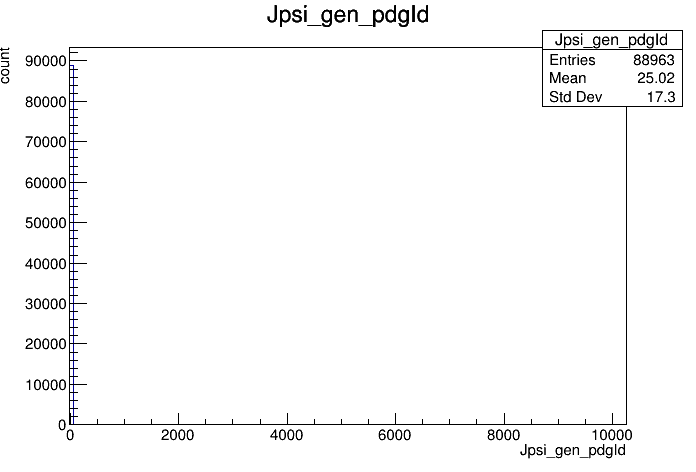 Jpsi_gen_pdgId
Jpsi_gen_pdgId
Entries 88963
Mean 25.02
Std Dev 17.3
count
90000
80000
70000
60000
50000
40000
30000
20000
10000
0
0 2000 4000 6000 8000 10000
Jpsi_gen_pdgId